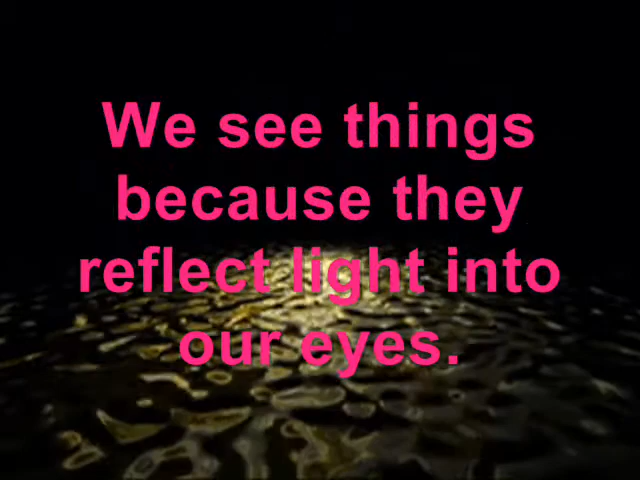 We see things
because they
reflect light into
our eyes.